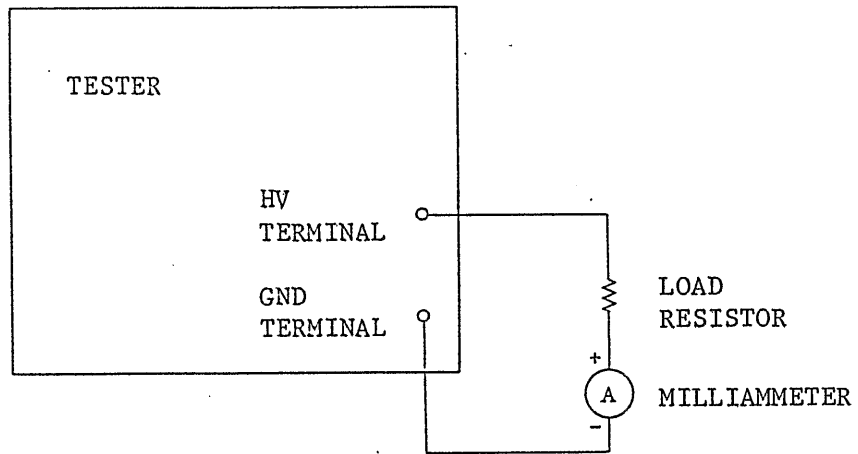 TESTER
HV
TERMINAL
GND
TERMINAL
LOAD
RESISTOR
+
A
MILLIAMMETER
-